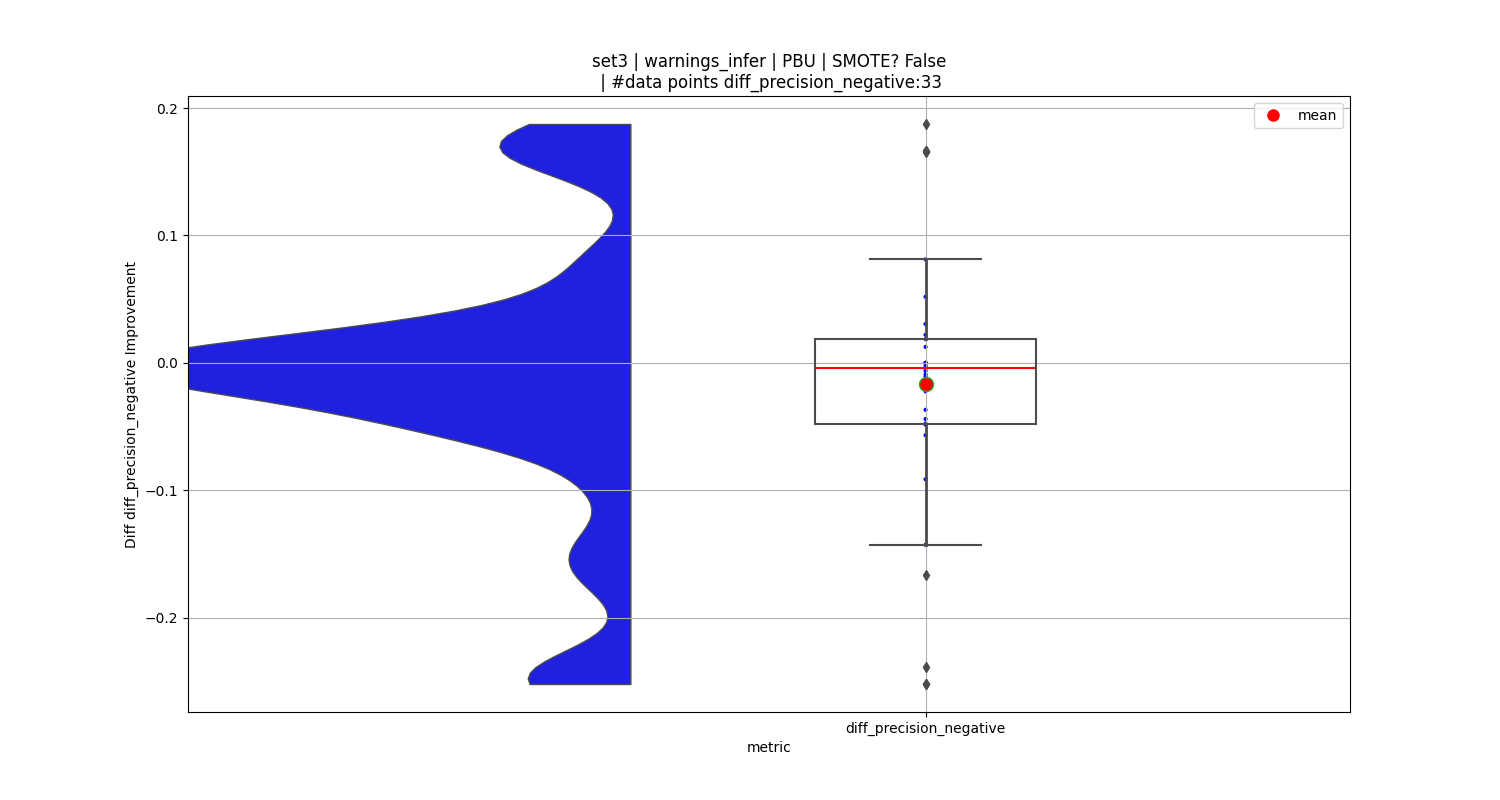 set3 | warnings_infer | PBU | SMOTE? False
| #data points diff_precision_negative:33
mean
0.2
0.1
0.0
−0.1
−0.2
Diff diff_precision_negative Improvement
diff_precision_negative
metric